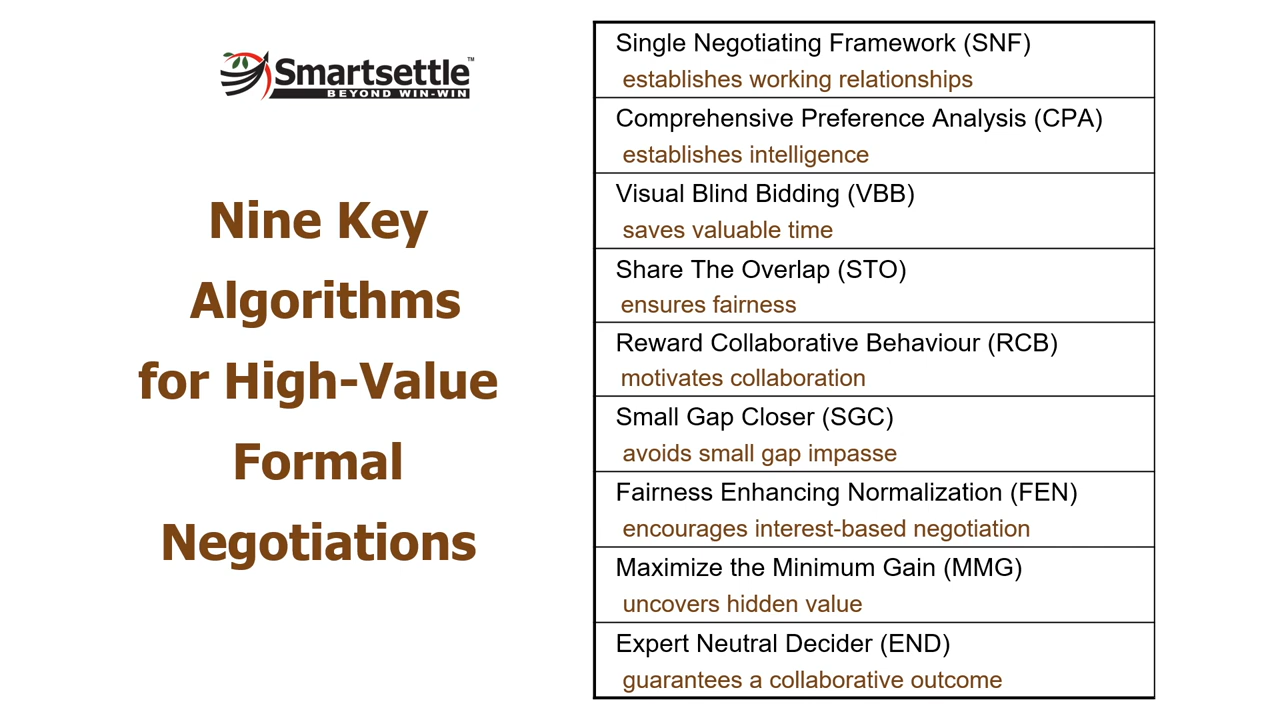 Smartsettle™
BEYOND WIN-WIN
Nine Key
Algorithms
for High-Value
Formal
Negotiations
Single Negotiating Framework (SNF)
establishes working relationships
Comprehensive Preference Analysis (CPA)
establishes intelligence
Visual Blind Bidding (VBB)
saves valuable time
Share The Overlap (STO)
ensures fairness
Reward Collaborative Behaviour (RCB)
motivates collaboration
Small Gap Closer (SGC)
avoids small gap impasse
Fairness Enhancing Normalization (FEN)
encourages interest-based negotiation
Maximize the Minimum Gain (MMG)
uncovers hidden value
Expert Neutral Decider (END)
guarantees a collaborative outcome